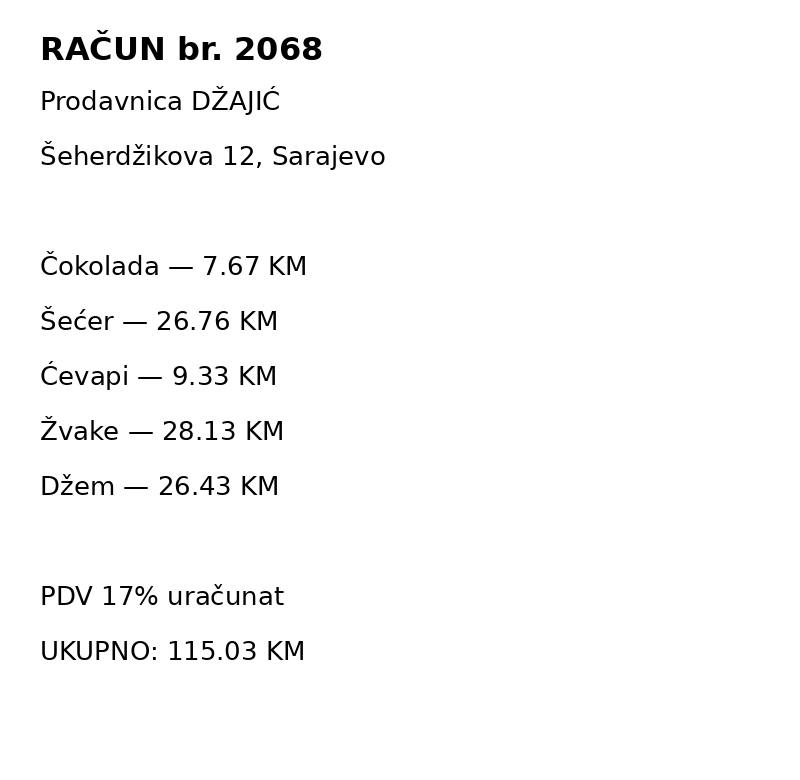 RAČUN br. 2068
Prodavnica DŽAJIĆ
Šeherdžikova 12, Sarajevo
Čokolada — 7.67 KM
Šećer — 26.76 KM
Ćevapi — 9.33 KM
Žvake — 28.13 KM
Džem — 26.43 KM
PDV 17% uračunat
UKUPNO: 115.03 KM